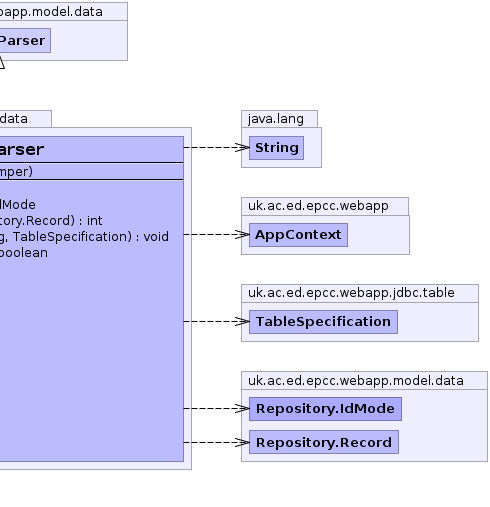 bapp.model.data
Parser
data
arser
mper)
dMode
tory.Record) : int
g, TableSpecification) : void
boolean
java.lang
String
uk.ac.ed.epcc.webapp
AppContext
uk.ac.ed.epcc.webapp.jdbc.table
TableSpecification
uk.ac.ed.epcc.webapp.model.data
Repository.IdMode
Repository.Record